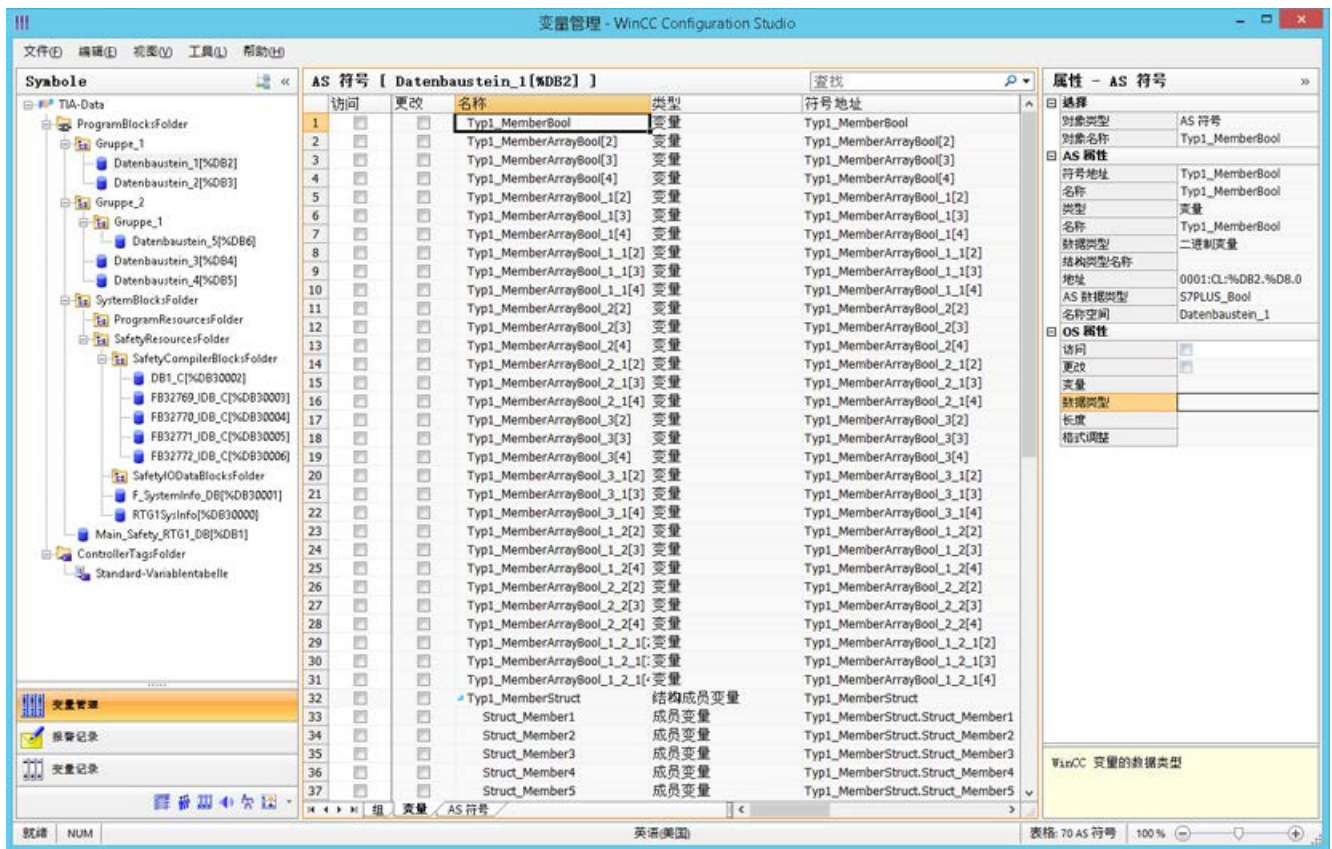 变量管理 - WinCC Configuration Studio
文件(F) 编辑(E) 视图(V) 工具(L) 帮助(H)
Symbole
TIA-Data
ProgramBlocksFolder
Gruppe_1
Datenbaustein_1[%DB2]
Datenbaustein_2[%DB3]
Gruppe_2
Gruppe_1
Datenbaustein_5[%DB6]
Datenbaustein_3[%DB4]
Datenbaustein_4[%DB5]
SystemBlocksFolder
ProgramResourcesFolder
SafetyResourcesFolder
SafetyCompilerBlocksFolder
DB1_C[%DB30002]
FB32769_IDB_C[%DB30003]
FB32770_IDB_C[%DB30004]
FB32771_IDB_C[%DB30005]
FB32772_IDB_C[%DB30006]
SafetyIODataBlocksFolder
F_SystemInfo_DB[%DB30001]
RTG1SysInfo[%DB30000]
Main_Safety_RTG1_DB[%DB1]
ControllerTagsFolder
Standard-Variablentabelle
变量管理
报警记录
变量记录
AS 符号 [ Datenbaustein_1[%DB2] ] 查找
访问 更改 名称 类型 符号地址
1 Typ1_MemberBool 变量 Typ1_MemberBool
2 Typ1_MemberArrayBool[2] 变量 Typ1_MemberArrayBool[2]
3 Typ1_MemberArrayBool[3] 变量 Typ1_MemberArrayBool[3]
4 Typ1_MemberArrayBool[4] 变量 Typ1_MemberArrayBool[4]
5 Typ1_MemberArrayBool_1[2] 变量 Typ1_MemberArrayBool_1[2]
6 Typ1_MemberArrayBool_1[3] 变量 Typ1_MemberArrayBool_1[3]
7 Typ1_MemberArrayBool_1[4] 变量 Typ1_MemberArrayBool_1[4]
8 Typ1_MemberArrayBool_1_1[2] 变量 Typ1_MemberArrayBool_1_1[2]
9 Typ1_MemberArrayBool_1_1[3] 变量 Typ1_MemberArrayBool_1_1[3]
10 Typ1_MemberArrayBool_1_1[4] 变量 Typ1_MemberArrayBool_1_1[4]
11 Typ1_MemberArrayBool_2[2] 变量 Typ1_MemberArrayBool_2[2]
12 Typ1_MemberArrayBool_2[3] 变量 Typ1_MemberArrayBool_2[3]
13 Typ1_MemberArrayBool_2[4] 变量 Typ1_MemberArrayBool_2[4]
14 Typ1_MemberArrayBool_2_1[2] 变量 Typ1_MemberArrayBool_2_1[2]
15 Typ1_MemberArrayBool_2_1[3] 变量 Typ1_MemberArrayBool_2_1[3]
16 Typ1_MemberArrayBool_2_1[4] 变量 Typ1_MemberArrayBool_2_1[4]
17 Typ1_MemberArrayBool_3[2] 变量 Typ1_MemberArrayBool_3[2]
18 Typ1_MemberArrayBool_3[3] 变量 Typ1_MemberArrayBool_3[3]
19 Typ1_MemberArrayBool_3[4] 变量 Typ1_MemberArrayBool_3[4]
20 Typ1_MemberArrayBool_3_1[2] 变量 Typ1_MemberArrayBool_3_1[2]
21 Typ1_MemberArrayBool_3_1[3] 变量 Typ1_MemberArrayBool_3_1[3]
22 Typ1_MemberArrayBool_3_1[4] 变量 Typ1_MemberArrayBool_3_1[4]
23 Typ1_MemberArrayBool_1_2[2] 变量 Typ1_MemberArrayBool_1_2[2]
24 Typ1_MemberArrayBool_1_2[3] 变量 Typ1_MemberArrayBool_1_2[3]
25 Typ1_MemberArrayBool_1_2[4] 变量 Typ1_MemberArrayBool_1_2[4]
26 Typ1_MemberArrayBool_2_2[2] 变量 Typ1_MemberArrayBool_2_2[2]
27 Typ1_MemberArrayBool_2_2[3] 变量 Typ1_MemberArrayBool_2_2[3]
28 Typ1_MemberArrayBool_2_2[4] 变量 Typ1_MemberArrayBool_2_2[4]
29 Typ1_MemberArrayBool_1_2_1[ 变量 Typ1_MemberArrayBool_1_2_1[2]
30 Typ1_MemberArrayBool_1_2_1[ 变量 Typ1_MemberArrayBool_1_2_1[3]
31 Typ1_MemberArrayBool_1_2_1[ 变量 Typ1_MemberArrayBool_1_2_1[4]
32 Typ1_MemberStruct 结构成员变量 Typ1_MemberStruct
33 Struct_Member1 成员变量 Typ1_MemberStruct.Struct_Member1
34 Struct_Member2 成员变量 Typ1_MemberStruct.Struct_Member2
35 Struct_Member3 成员变量 Typ1_MemberStruct.Struct_Member3
36 Struct_Member4 成员变量 Typ1_MemberStruct.Struct_Member4
37 Struct_Member5 成员变量 Typ1_MemberStruct.Struct_Member5
组 变量 AS 符号
属性 - AS 符号
选择
对象类型 AS 符号
对象名称 Typ1_MemberBool
AS 属性
符号地址 Typ1_MemberBool
名称 Typ1_MemberBool
类型 变量
名称 Typ1_MemberBool
数据类型 二进制变量
结构类型名称
地址 0001:CL:%DB2.%DB.0
AS 数据类型 S7PLUS_Bool
名称空间 Datenbaustein_1
OS 属性
访问
更改
变量
数据类型
长度
格式调整
WinCC 变量的数据类型
就绪 NUM 英语(美国) 表格: 70 AS 符号 100 %